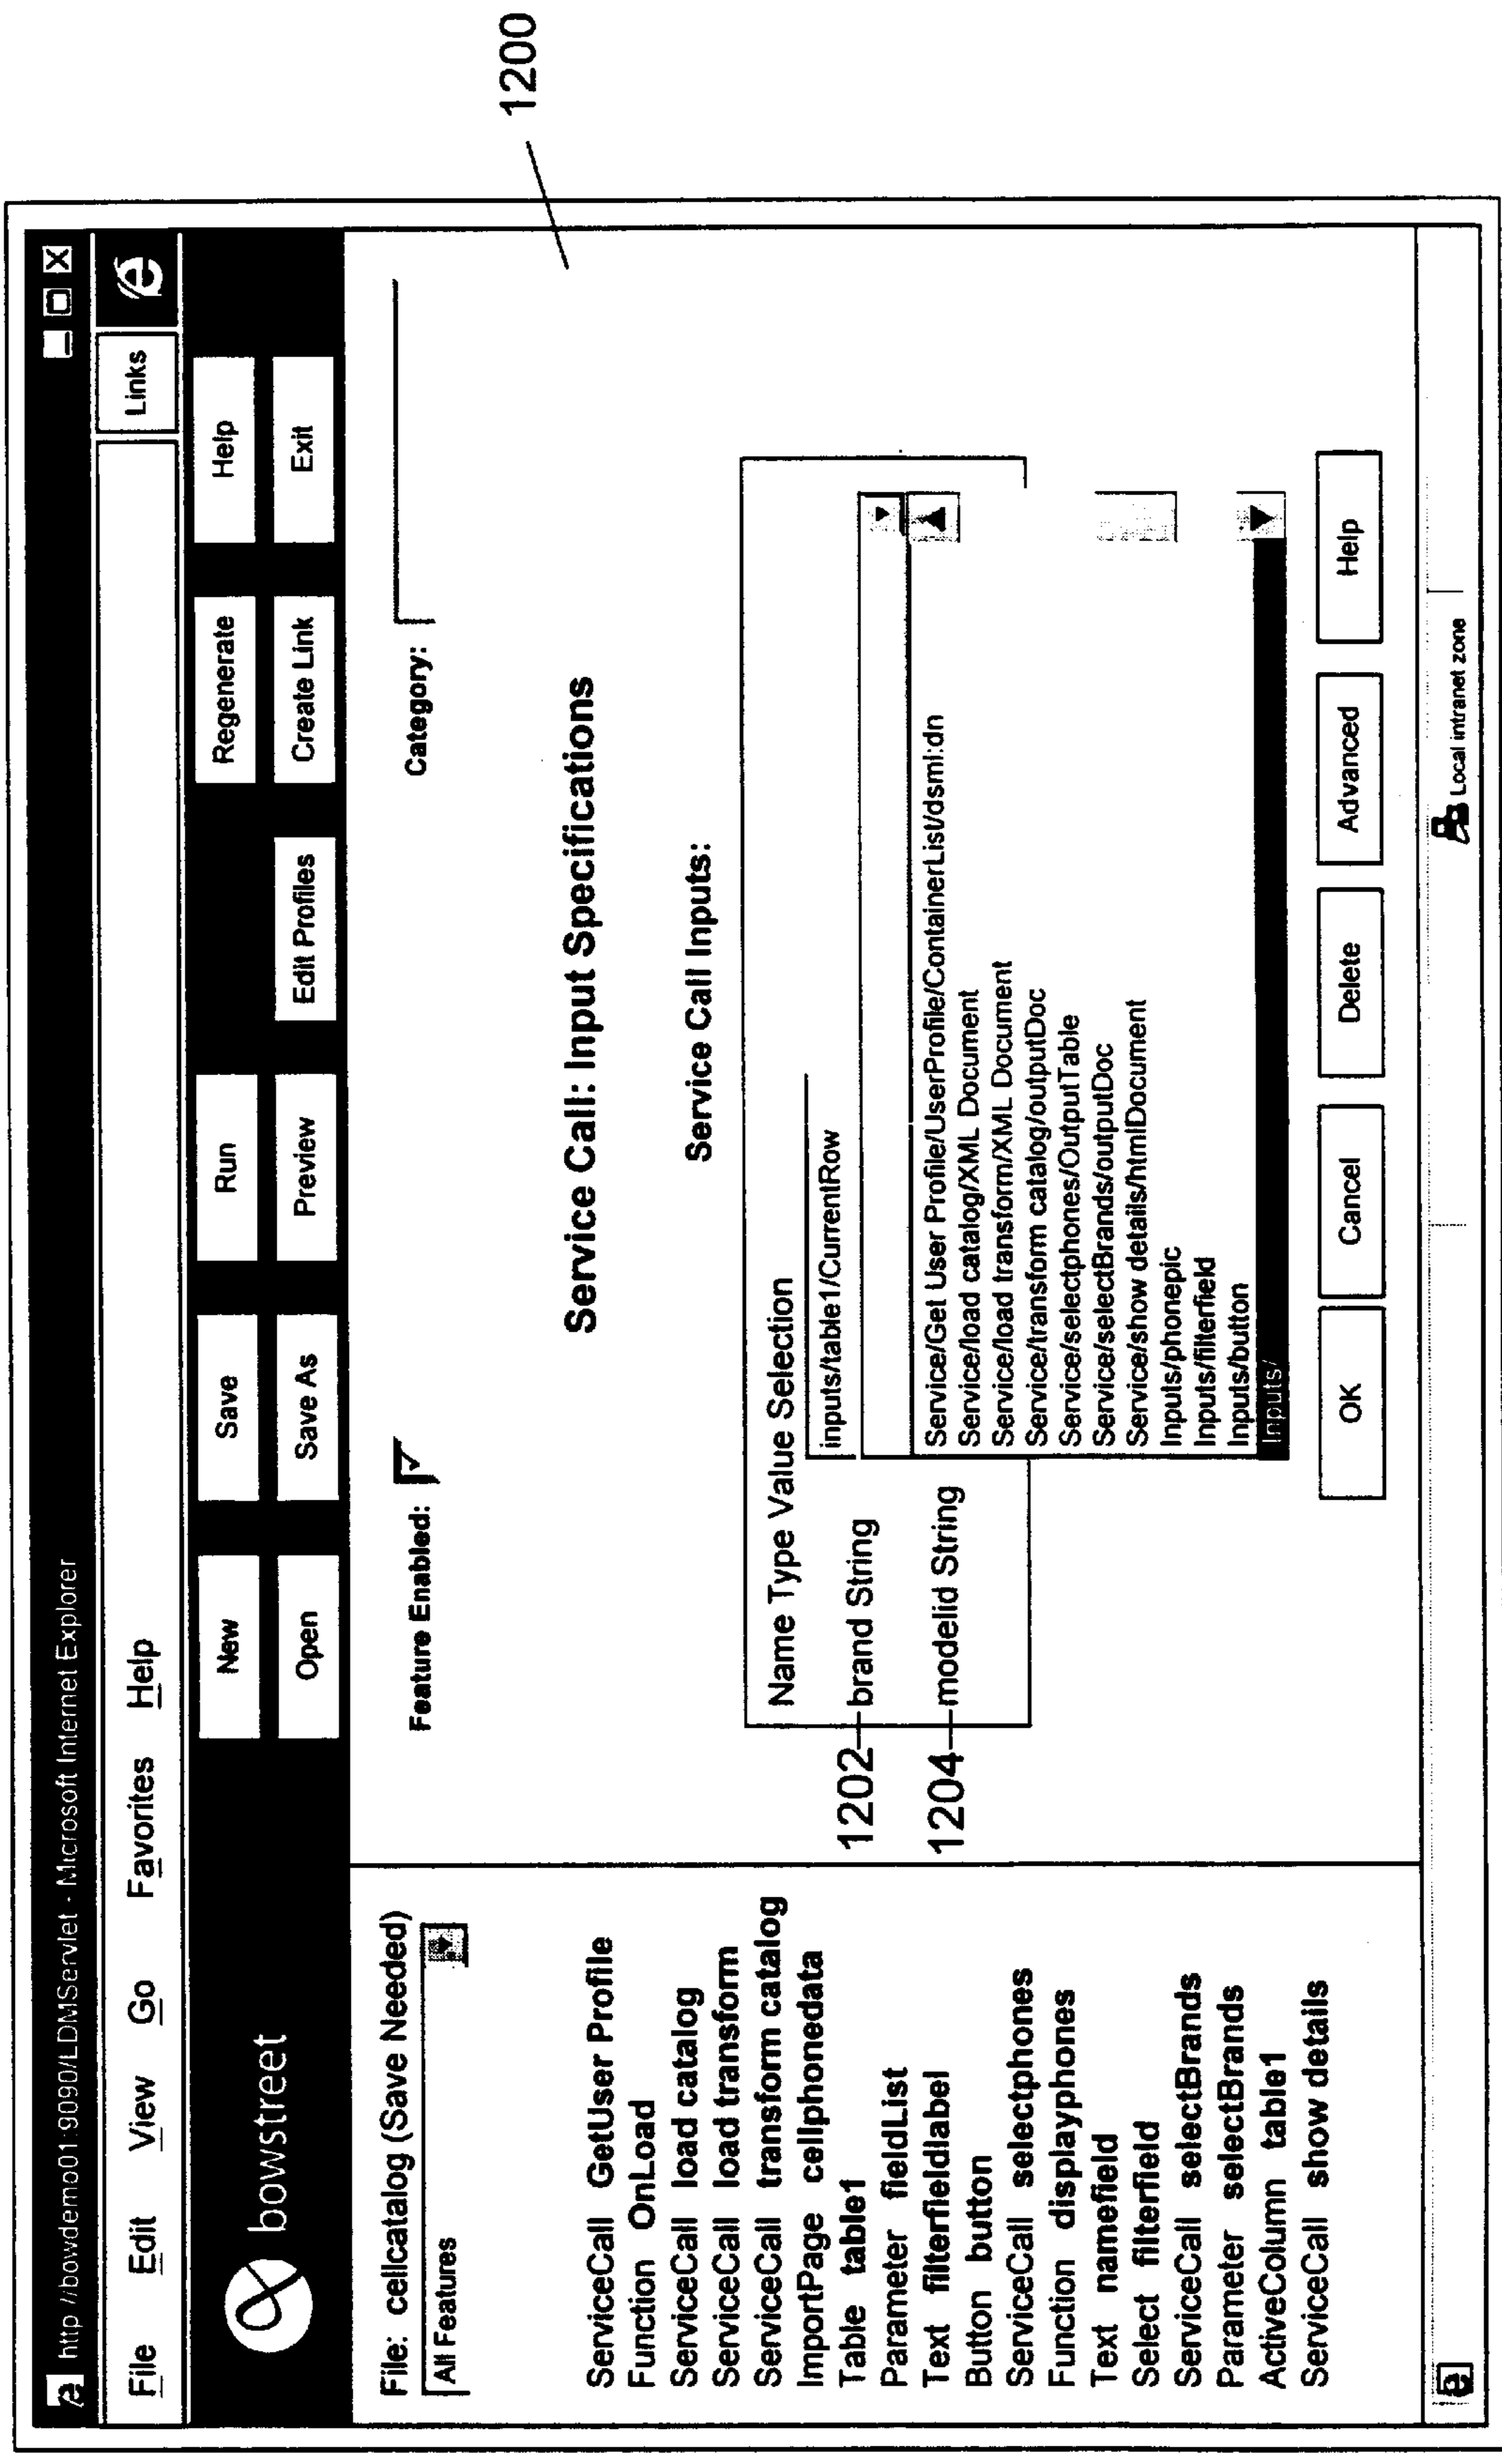 http://bowdemo01:9090/LDMServlet - Microsoft Internet Explorer
File Edit View Go Favorites Help
Links
bowstreet
New Save Run Regenerate Help
Open Save As Preview Edit Profiles Create Link Exit
File: cellcatalog (Save Needed)
All Features
ServiceCall GetUser Profile
Function OnLoad
ServiceCall load catalog
ServiceCall load transform
ServiceCall transform catalog
ImportPage cellphonedata
Table table1
Parameter fieldList
Text filterfieldlabel
Button button
ServiceCall selectphones
Function displayphones
Text namefield
Select filterfield
ServiceCall selectBrands
Parameter selectBrands
ActiveColumn table1
ServiceCall show details
Feature Enabled:
Category:
1200
Service Call: Input Specifications
Service Call Inputs:
Name Type Value Selection
inputs/table1/CurrentRow
1202
brand String
1204
modelid String
Service/Get User Profile/UserProfile/ContainerList/dsml:dn
Service/load catalog/XML Document
Service/load transform/XML Document
Service/transform catalog/outputDoc
Service/selectphones/OutputTable
Service/selectBrands/outputDoc
Service/show details/htmlDocument
Inputs/phonepic
Inputs/filterfield
Inputs/button
Inputs/
OK Cancel Delete Advanced Help
Local intranet zone